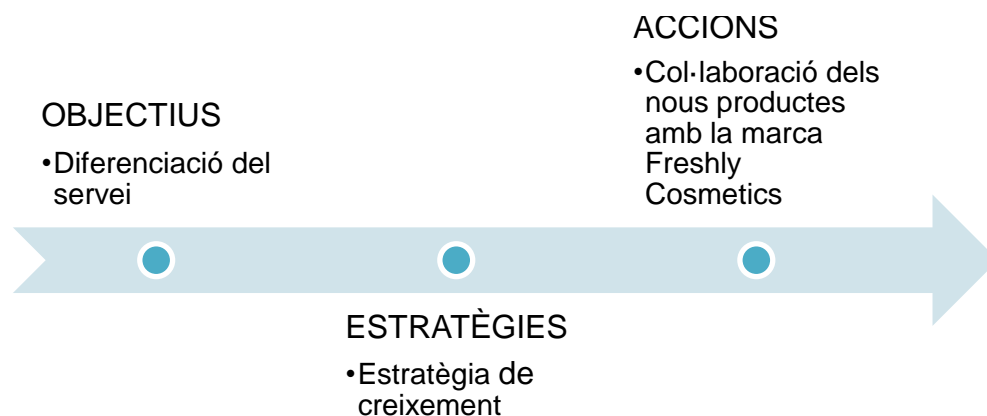 OBJECTIUS
•Diferenciació del
servei
ESTRATÈGIES
•Estratègia de
creixement
ACCIONS
•Col·laboració dels
nous productes
amb la marca
Freshly
Cosmetics